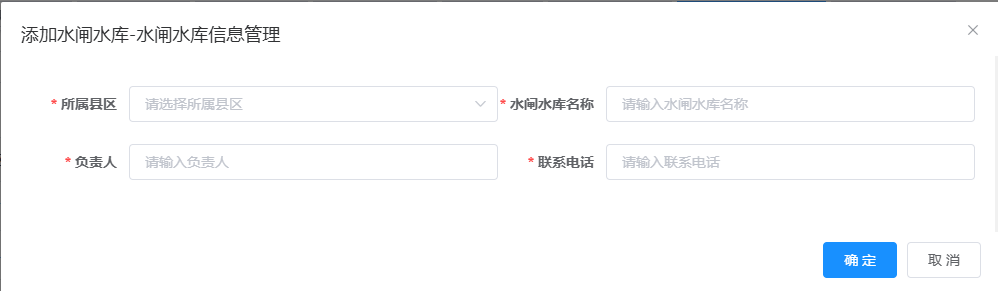 添加水闸水库-水闸水库信息管理
* 所属县区 请选择所属县区 * 水闸水库名称 请输入水闸水库名称
* 负责人 请输入负责人 * 联系电话 请输入联系电话
确 定 取 消